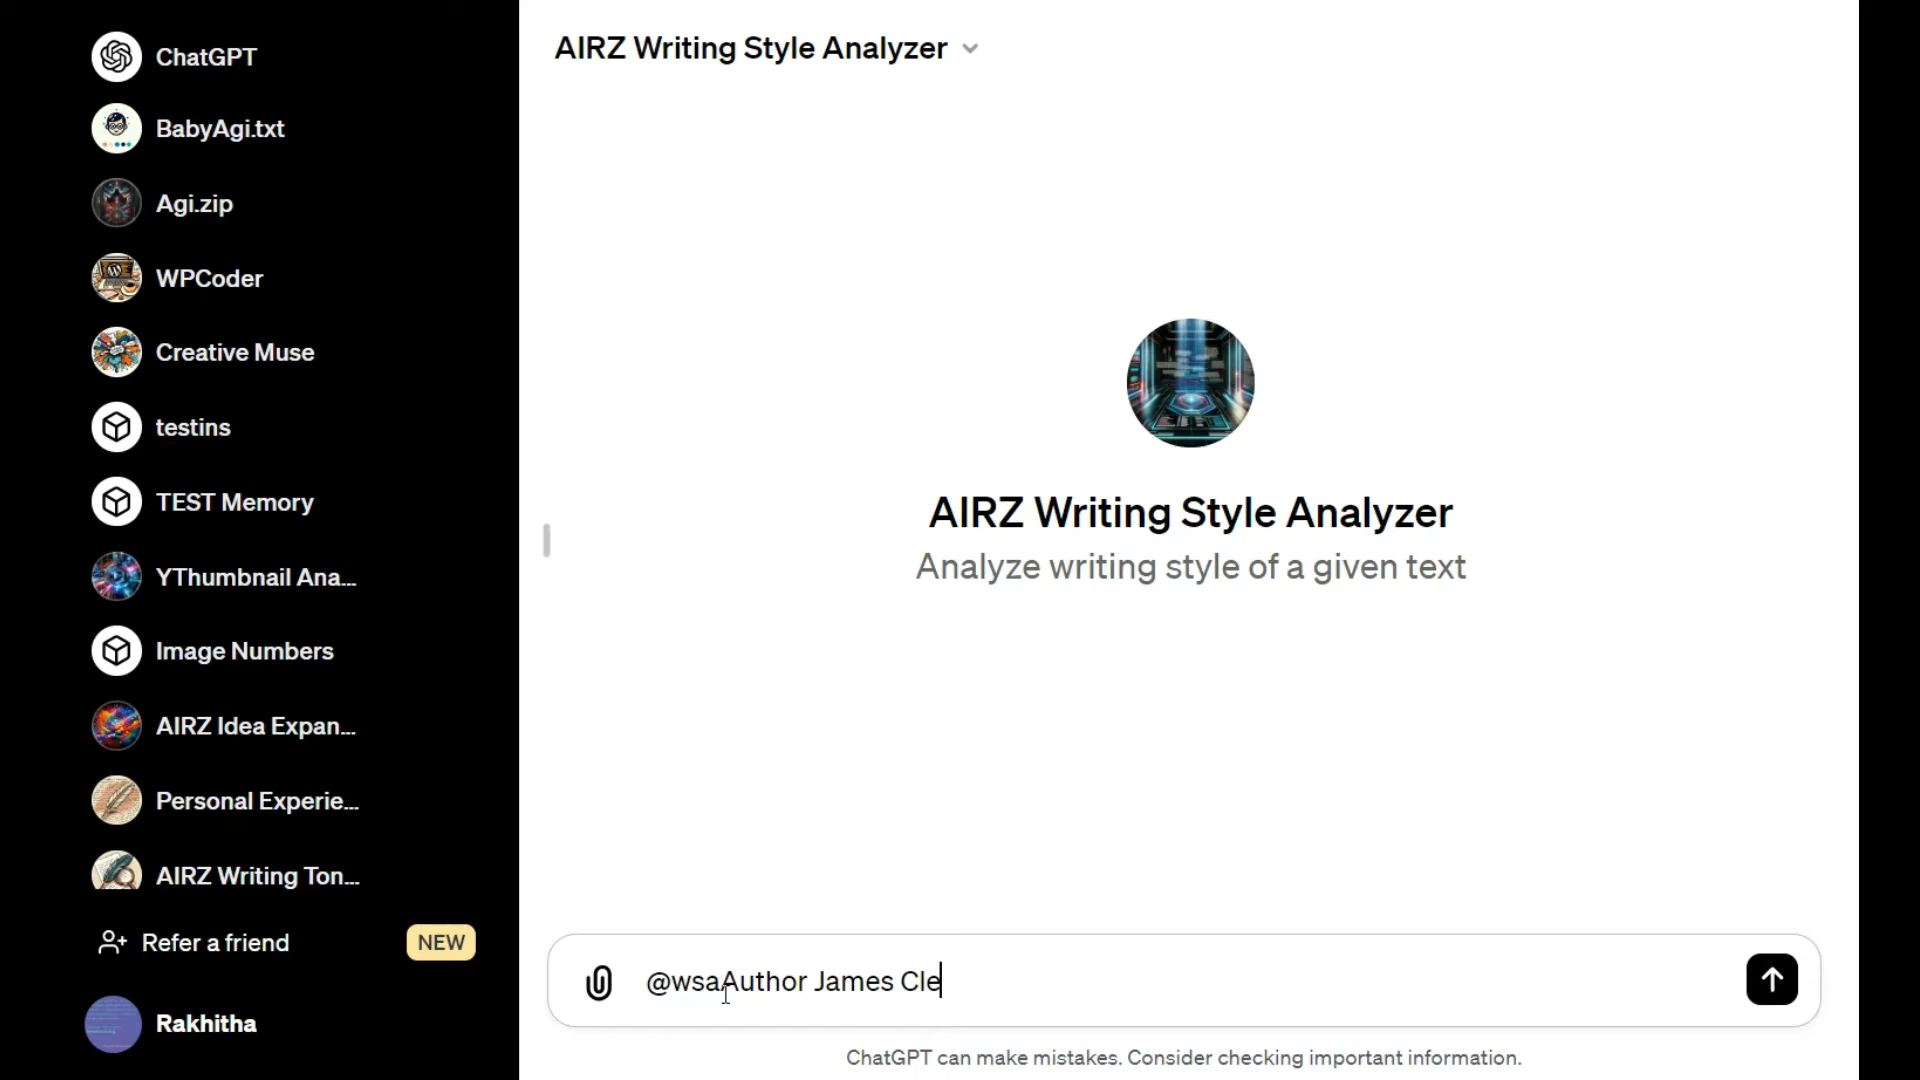 ChatGPT
BabyAgi.txt
Agi.zip
WPCoder
Creative Muse
testins
TEST Memory
YThumbnail Ana...
Image Numbers
AIRZ Idea Expan...
Personal Experie...
AIRZ Writing Ton...
Refer a friend NEW
Rakhitha
AIRZ Writing Style Analyzer
AIRZ Writing Style Analyzer
Analyze writing style of a given text
@wsaAuthor James Cle
ChatGPT can make mistakes. Consider checking important information.